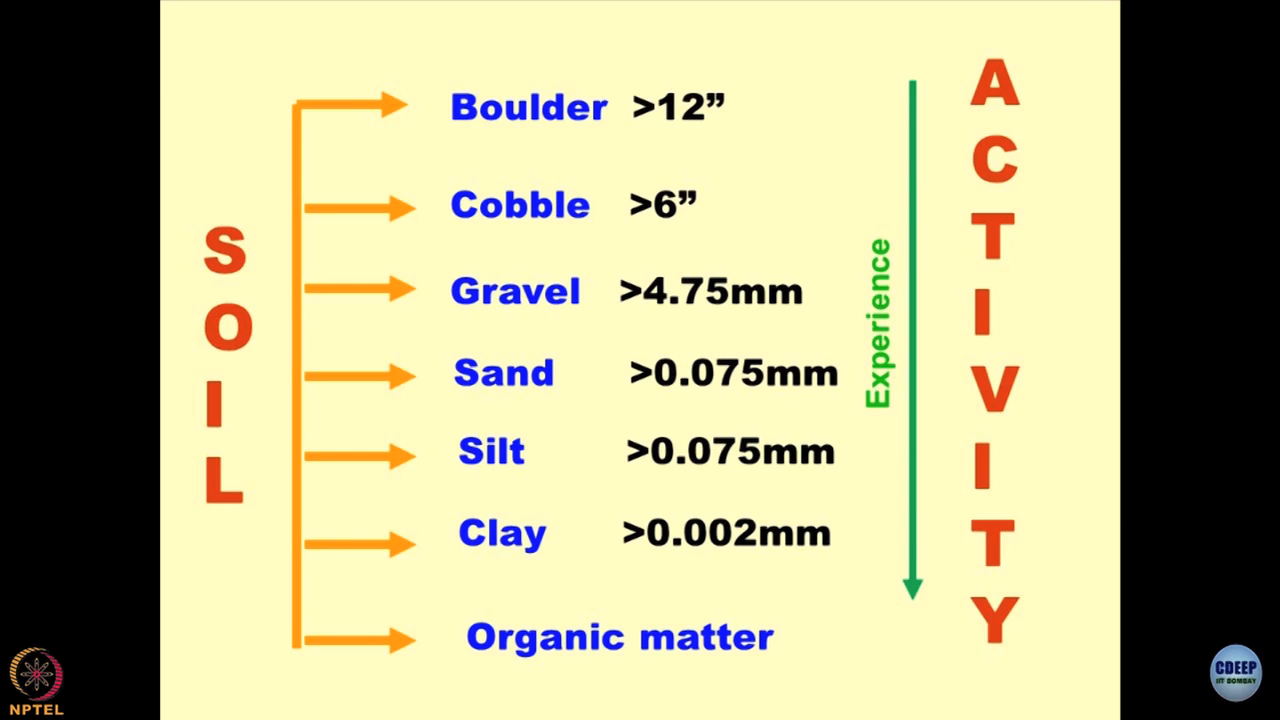 SOIL
Boulder >12”
Cobble >6”
Gravel >4.75mm
Sand >0.075mm
Silt >0.075mm
Clay >0.002mm
Organic matter
Experience
ACTIVITY
NPTEL
CDEEP
IIT BOMBAY